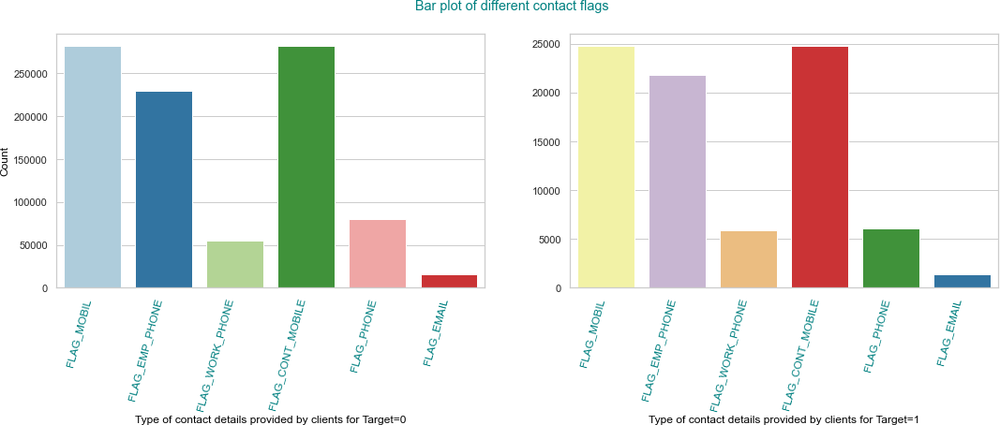 Bar plot of different contact flags
Count
250000
200000
150000
100000
50000
0
FLAG_MOBIL
FLAG_EMP_PHONE
FLAG_WORK_PHONE
FLAG_CONT_MOBILE
FLAG_PHONE
FLAG_EMAIL
Type of contact details provided by clients for Target=0
25000
20000
15000
10000
5000
0
FLAG_MOBIL
FLAG_EMP_PHONE
FLAG_WORK_PHONE
FLAG_CONT_MOBILE
FLAG_PHONE
FLAG_EMAIL
Type of contact details provided by clients for Target=1